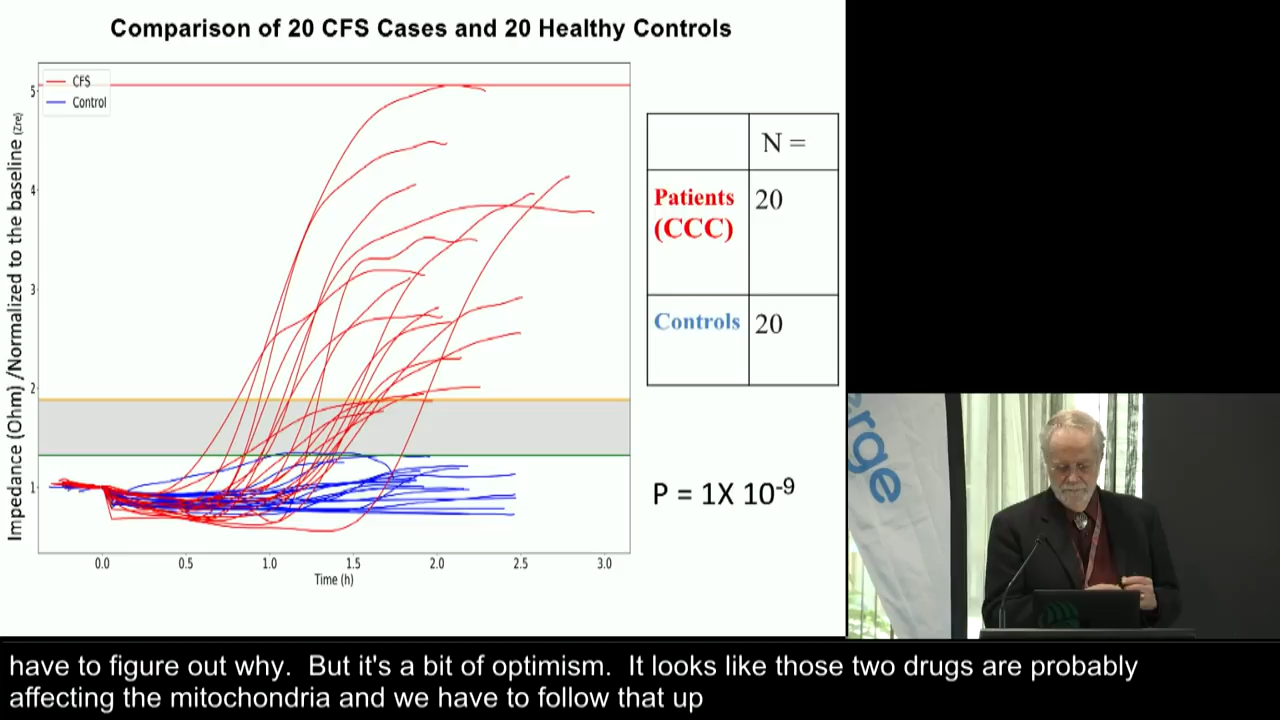 Comparison of 20 CFS Cases and 20 Healthy Controls
CFS
Control
Impedance (Ohm) /Normalized to the baseline (Zre)
5
4
3
2
1
0.0 0.5 1.0 1.5 2.0 2.5 3.0
Time (h)
N =
Patients 20
(CCC)
Controls 20
P = 1X 10-9
erge
have to figure out why. But it's a bit of optimism. It looks like those two drugs are probably
affecting the mitochondria and we have to follow that up